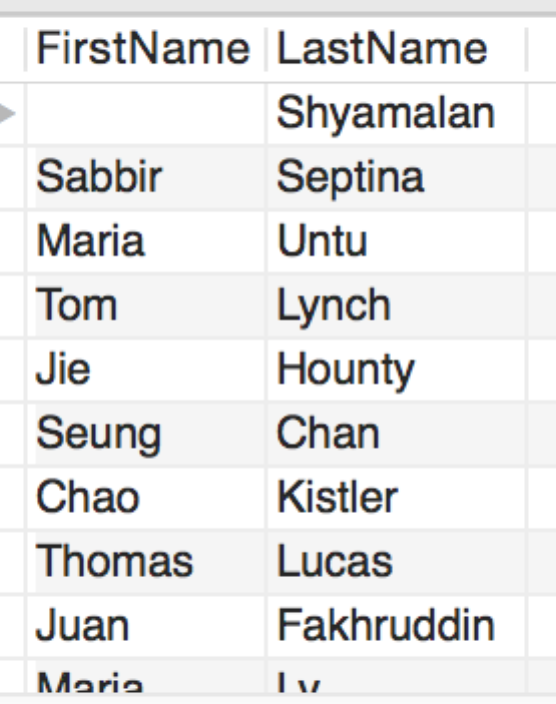 FirstName LastName
Shyamalan
Sabbir Septina
Maria Untu
Tom Lynch
Jie Hounty
Seung Chan
Chao Kistler
Thomas Lucas
Juan Fakhruddin
Maria